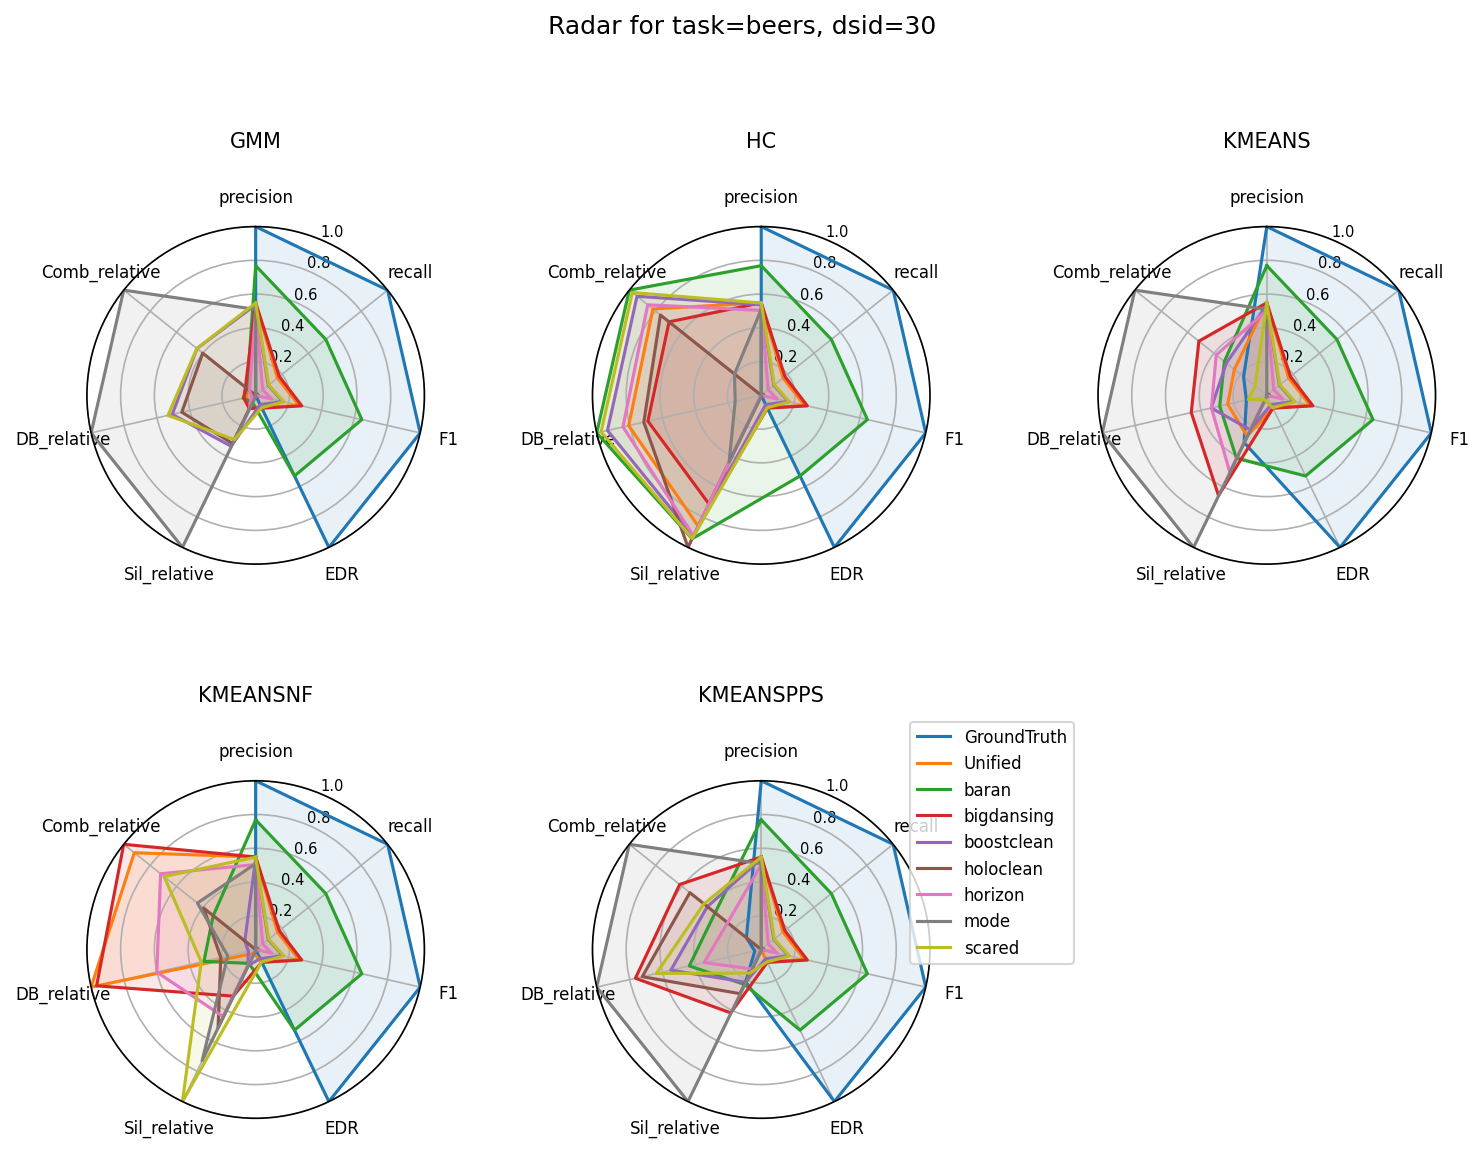 Radar for task=beers, dsid=30
GMM
precision
recall
F1
EDR
Sil_relative
DB_relative
Comb_relative
0.2
0.4
0.6
0.8
1.0
HC
precision
recall
F1
EDR
Sil_relative
DB_relative
Comb_relative
0.2
0.4
0.6
0.8
1.0
KMEANS
precision
recall
F1
EDR
Sil_relative
DB_relative
Comb_relative
0.2
0.4
0.6
0.8
1.0
KMEANSNF
precision
recall
F1
EDR
Sil_relative
DB_relative
Comb_relative
0.2
0.4
0.6
0.8
1.0
KMEANSPPS
precision
recall
F1
EDR
Sil_relative
DB_relative
Comb_relative
0.2
0.4
0.6
0.8
1.0
GroundTruth
Unified
baran
bigdansing
boostclean
holoclean
horizon
mode
scared